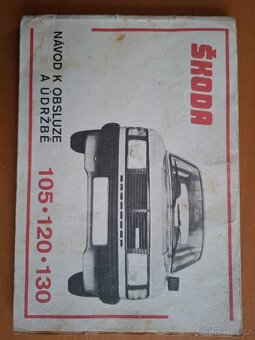 ŠKODA
NÁVOD K OBSLUZE
A ÚDRŽBĚ
105 • 120 • 130